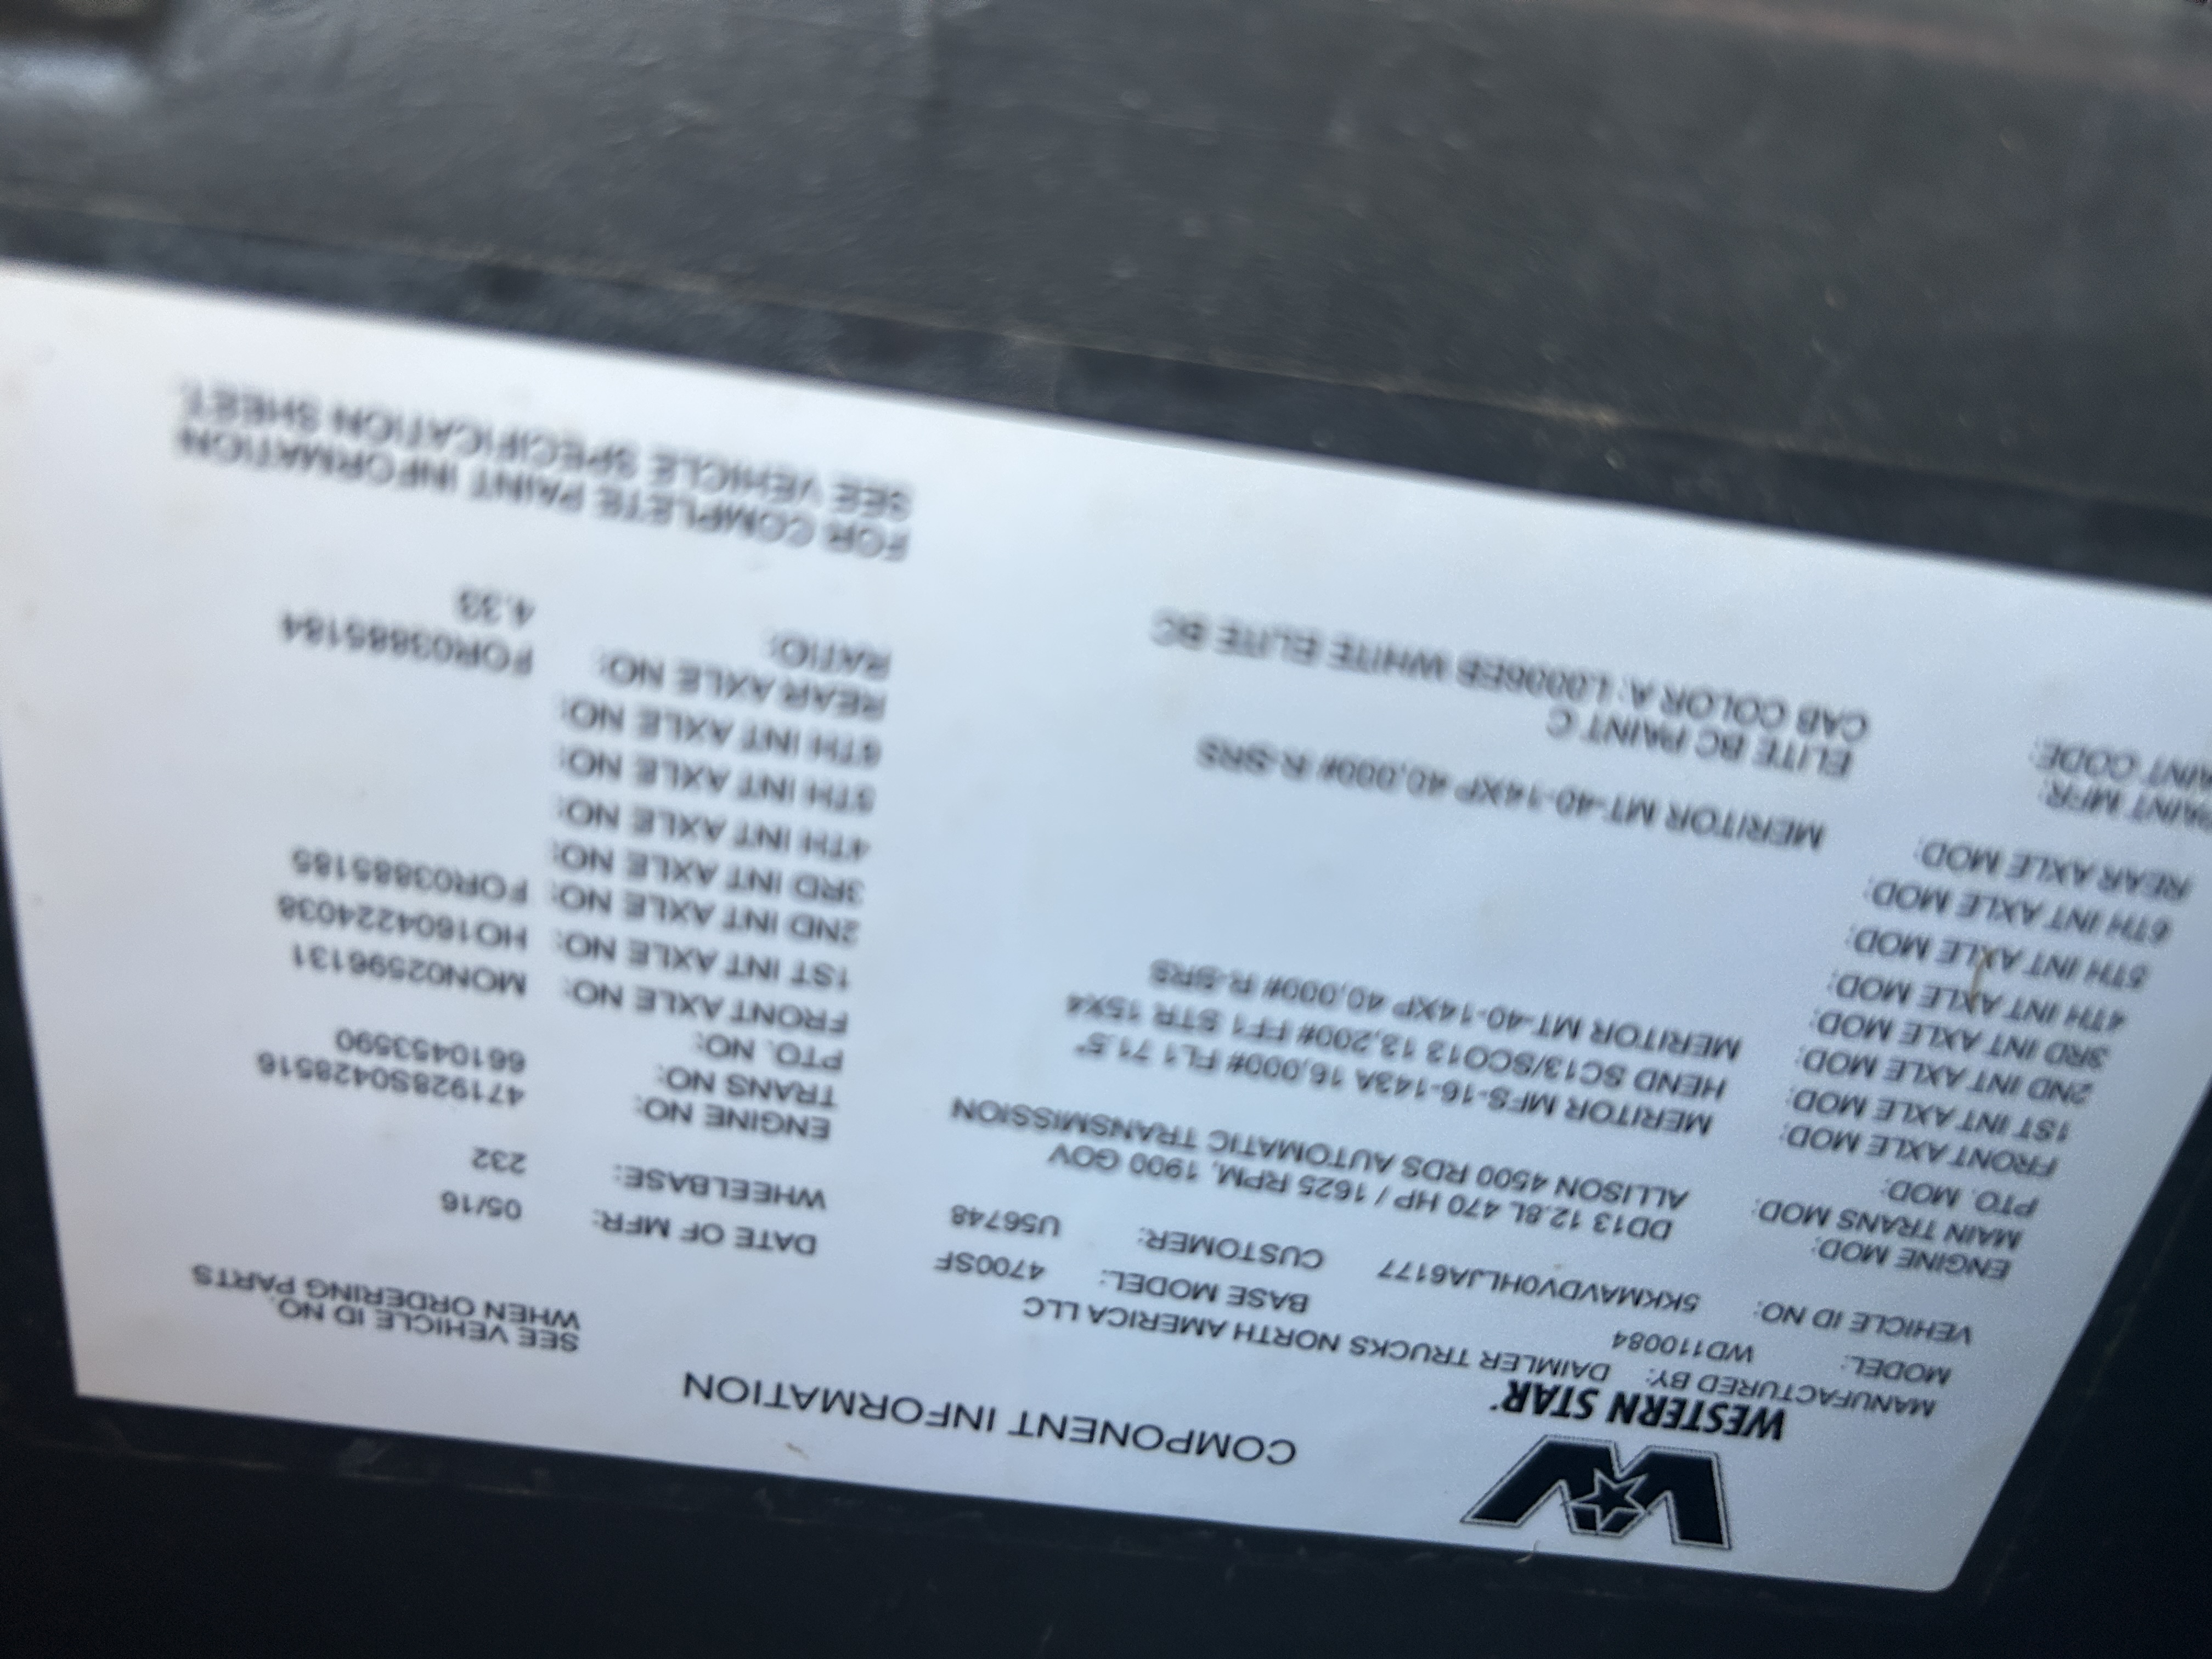 WESTERN STAR
COMPONENT INFORMATION
SEE VEHICLE ID NO.
WHEN ORDERING PARTS
MANUFACTURED BY: DAIMLER TRUCKS NORTH AMERICA LLC
MODEL: WD110084 BASE MODEL: 4700SF DATE OF MFR: 05/16
VEHICLE ID NO: 5KKMAVDV0HLJA6177 CUSTOMER: U56748 WHEELBASE: 232
ENGINE MOD: DD13 12.8L 470 HP / 1625 RPM, 1900 GOV ENGINE NO: 471928S0428516
MAIN TRANS MOD: ALLISON 4500 RDS AUTOMATIC TRANSMISSION TRANS NO: 6610453590
PTO. MOD: PTO. NO:
FRONT AXLE MOD: MERITOR MFS-16-143A 16,000# FL1 71.5" FRONT AXLE NO: MON02596131
1ST INT AXLE MOD: HEND SC13/SCO13 13,200# FF1 STR 15X4 1ST INT AXLE NO: HO1604224038
2ND INT AXLE MOD: MERITOR MT-40-14XP 40,000# R-SRS 2ND INT AXLE NO: FOR03885185
3RD INT AXLE MOD: 3RD INT AXLE NO:
4TH INT AXLE MOD: 4TH INT AXLE NO:
5TH INT AXLE MOD: 5TH INT AXLE NO:
6TH INT AXLE MOD: 6TH INT AXLE NO:
REAR AXLE MOD: MERITOR MT-40-14XP 40,000# R-SRS REAR AXLE NO: FOR03885184
RATIO: 4.33
PAINT MFR: ELITE BC PAINT C
PAINT CODE: CAB COLOR A: L0006EB WHITE ELITE BC
FOR COMPLETE PAINT INFORMATION
SEE VEHICLE SPECIFICATION SHEET.